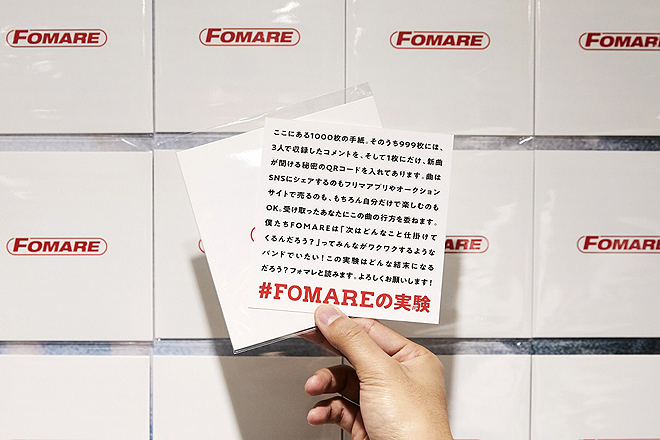 FOMARE
FOMARE
FOMARE
FOMAR
ここにある1000枚の手紙。そのうち999枚には、
3人で収録したコメントを、そして1枚にだけ、新曲
が聞ける秘密のQRコードを入れてあります。曲は
SNSにシェアするのもフリマアプリやオークション
サイトで売るのも、もちろん自分だけで楽しむのも
OK。受け取ったあなたにこの曲の行方を委ねます。
僕たちFOMAREは「次はどんなこと仕掛けて
くるんだろう？」ってみんながワクワクするような
バンドでいたい！この実験はどんな結末になる
だろう？フォマレと読みます。よろしくお願いします！
#FOMAREの実験
FOMARE
MARE
FOMAR